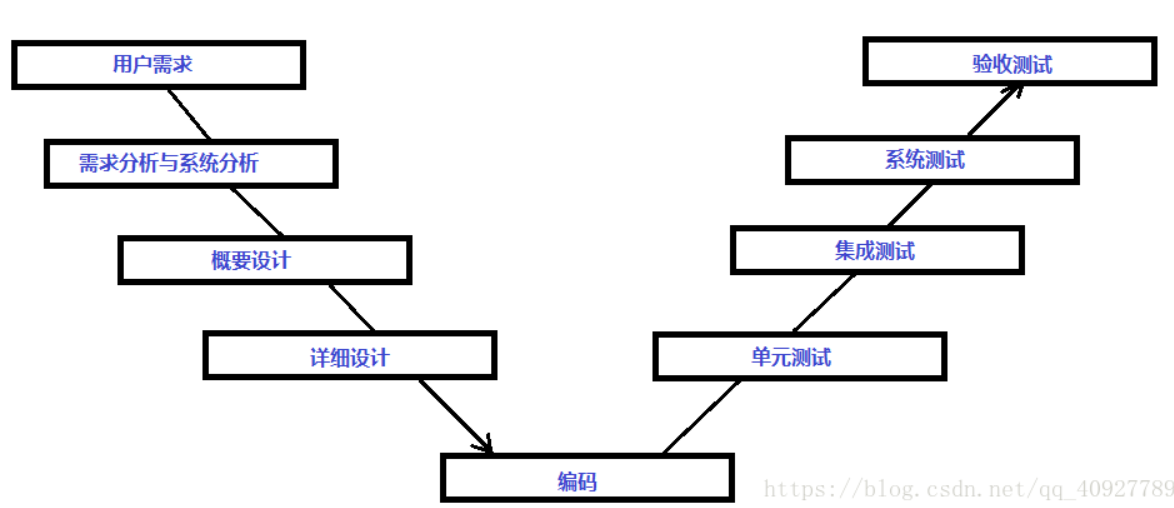 用户需求
验收测试
需求分析与系统分析
系统测试
概要设计
集成测试
详细设计
单元测试
编码
https://blog.csdn.net/qq_40927789